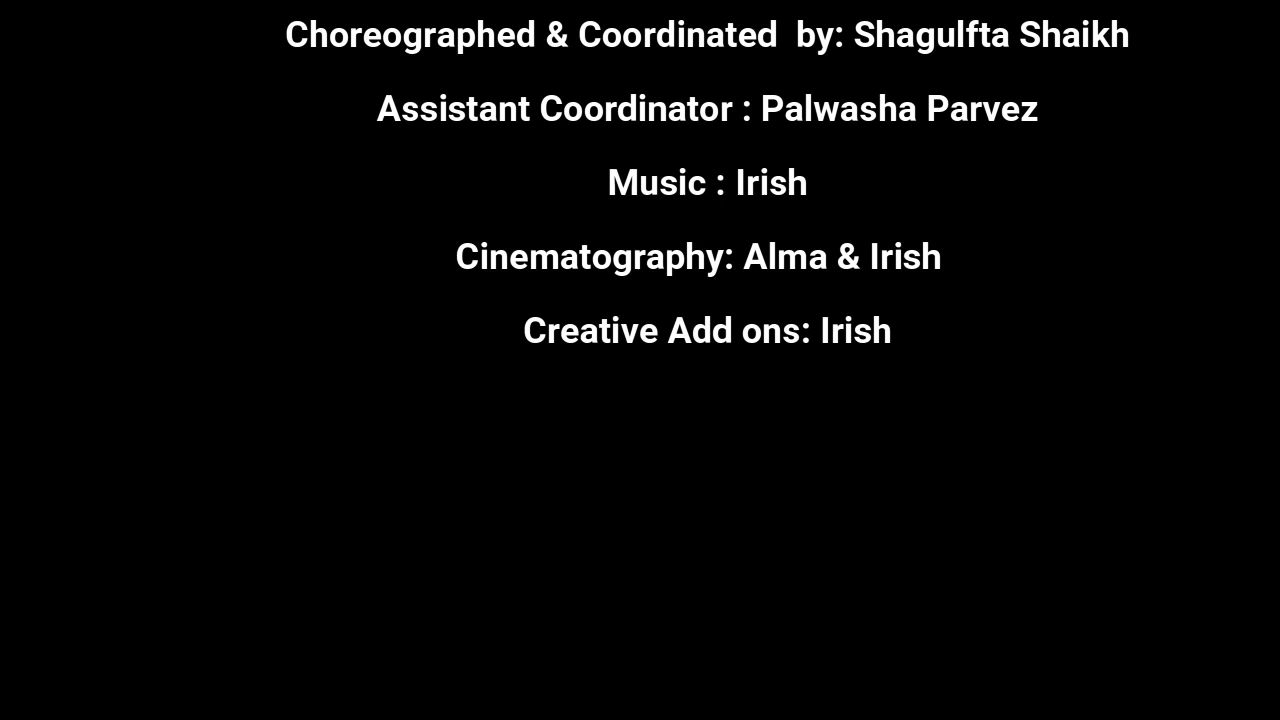 Choreographed & Coordinated  by: Shagulfta Shaikh
Assistant Coordinator : Palwasha Parvez
Music : Irish
Cinematography: Alma & Irish
Creative Add ons: Irish